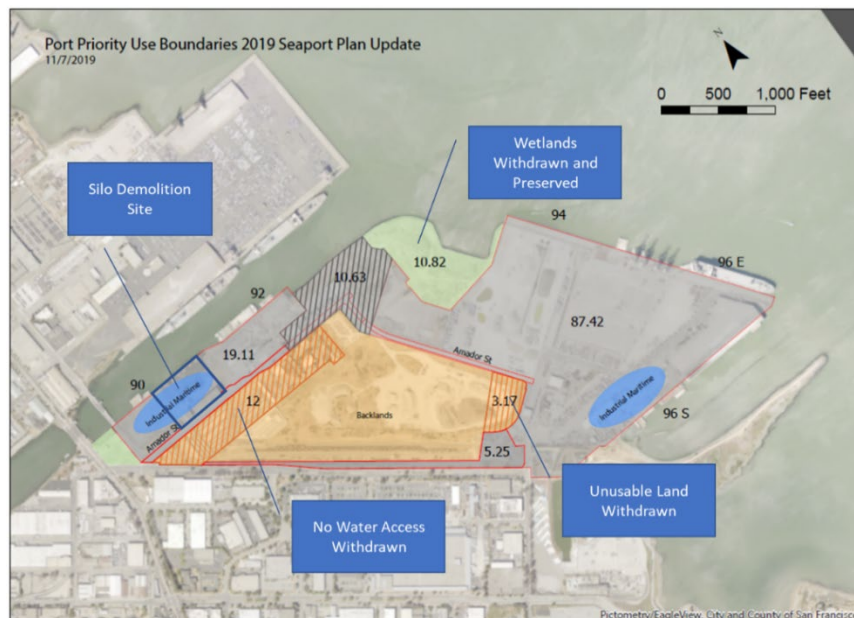 Port Priority Use Boundaries 2019 Seaport Plan Update
11/7/2019
N
0 500 1,000 Feet
Wetlands
Withdrawn and
Preserved
Silo Demolition
Site
94
10.82
96 E
10.63
92
87.42
19.11
Amador St
90
Industrial Maritime
3.17
Industrial Maritime
12
Backlands
96 S
Amador St
5.25
Unusable Land
Withdrawn
No Water Access
Withdrawn
Pictometry, EagleView, City and County of San Francisco